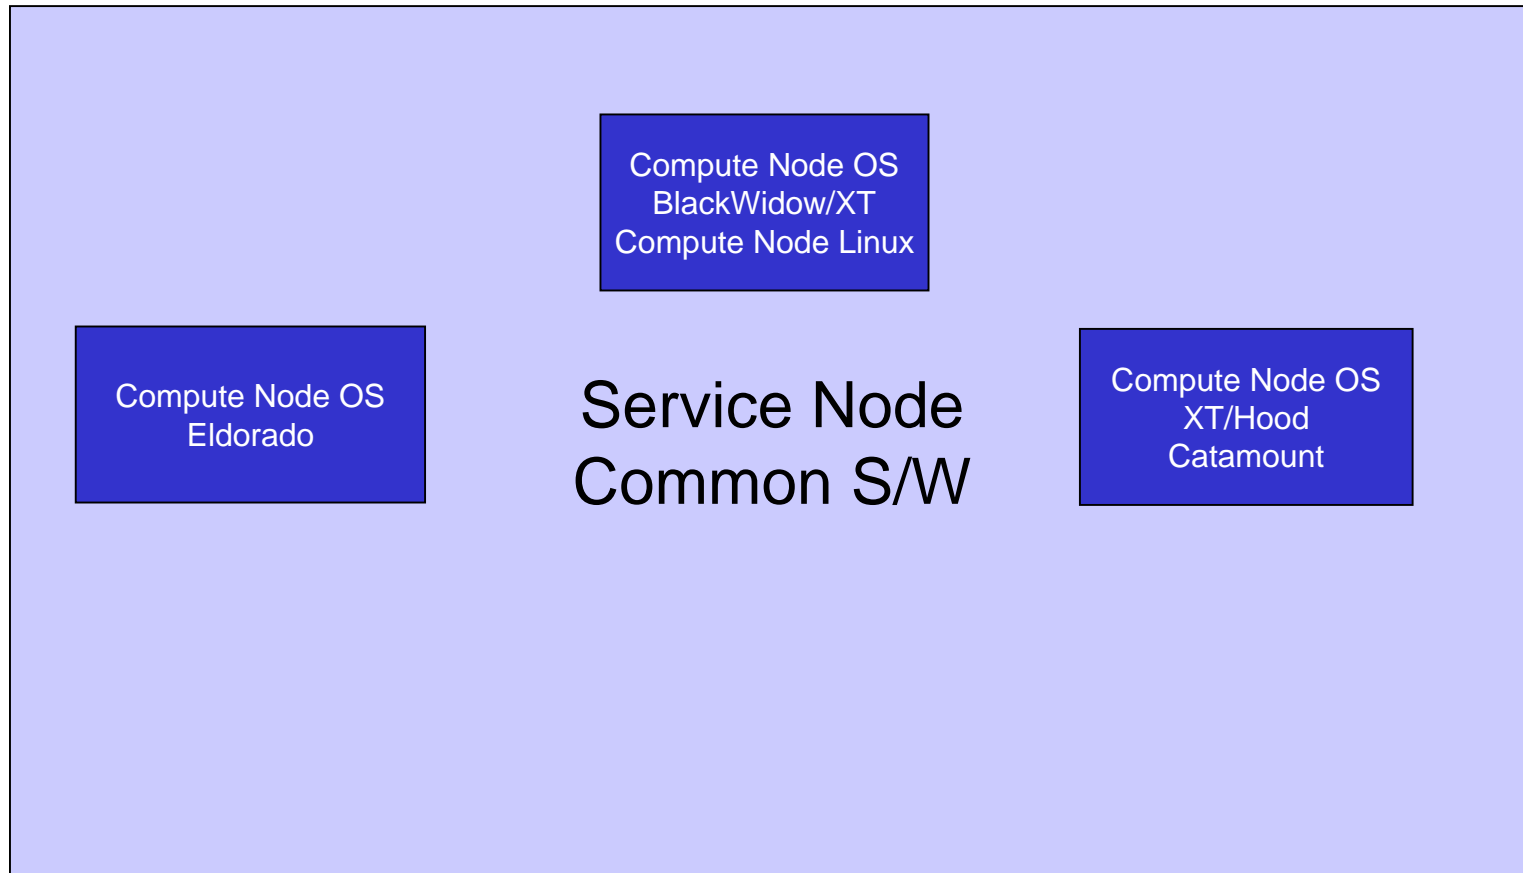 Compute Node OS
BlackWidow/XT
Compute Node Linux
Compute Node OS
Eldorado
Service Node
Common S/W
Compute Node OS
XT/Hood
Catamount